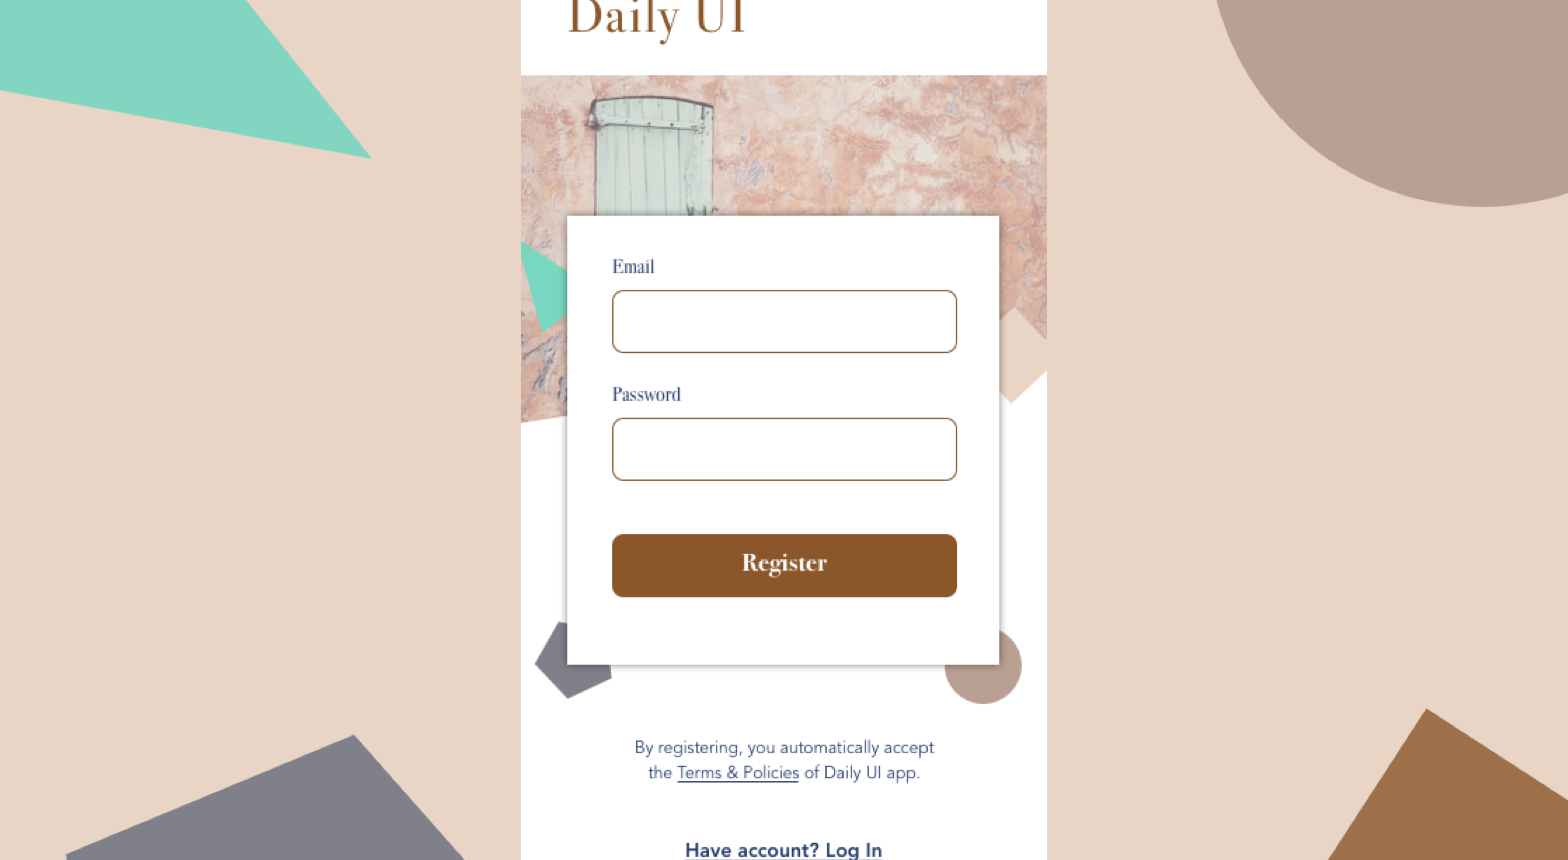 Daily UI
Email
Password
Register
By registering, you automatically accept
the Terms & Policies of Daily UI app.
Have account? Log In